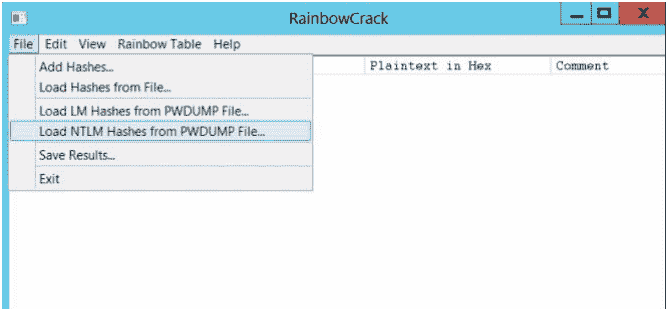 RainbowCrack
File Edit View Rainbow Table Help
Plaintext in Hex Comment
Add Hashes...
Load Hashes from File...
Load LM Hashes from PWDUMP File...
Load NTLM Hashes from PWDUMP File...
Save Results...
Exit